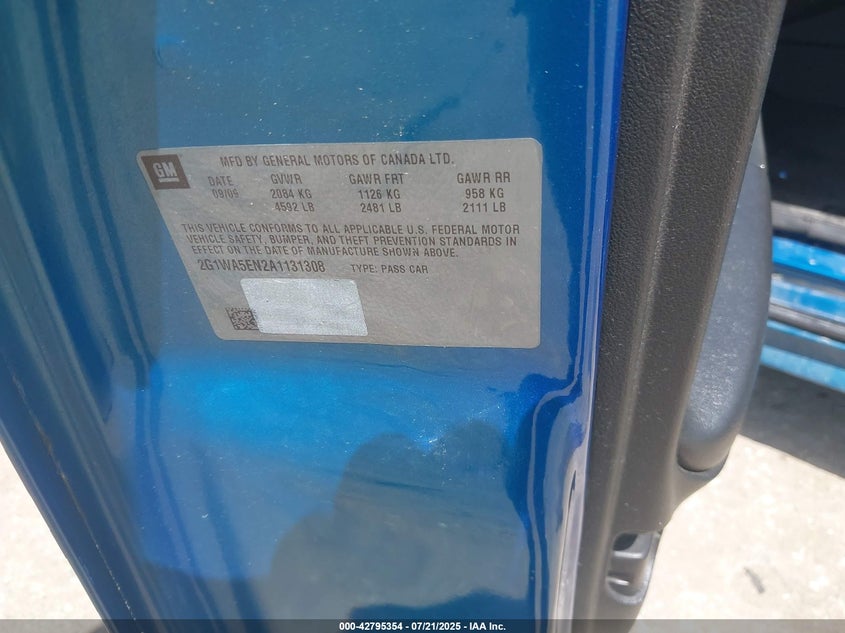 GM
MFD BY GENERAL MOTORS OF CANADA LTD.
DATE GVWR GAWR FRT GAWR RR
09/09 2084 KG 1126 KG 958 KG
4592 LB 2481 LB 2111 LB
THIS VEHICLE CONFORMS TO ALL APPLICABLE U.S. FEDERAL MOTOR
VEHICLE SAFETY, BUMPER, AND THEFT PREVENTION STANDARDS IN
EFFECT ON THE DATE OF MANUFACTURE SHOWN ABOVE.
2G1WA5EN2A1131308 TYPE: PASS CAR
000-42795354 / 07/21/2025 - IAA Inc.